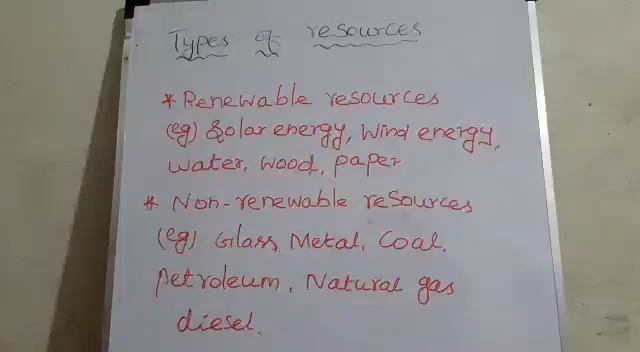 Types of resources
* Renewable resources
(eg) Solar energy, Wind energy,
water, wood, paper
* Non-renewable resources
(eg) Glass, Metal, Coal,
petroleum, Natural gas
diesel.